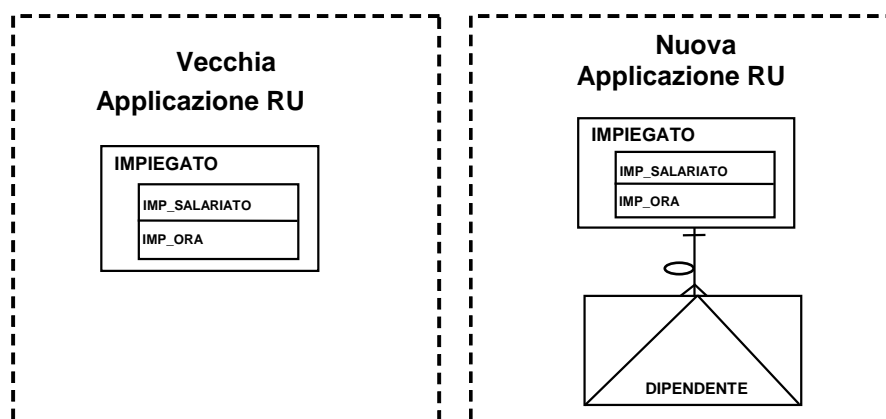 Vecchia
Applicazione RU
IMPIEGATO
IMP_SALARIATO
IMP_ORA
Nuova
Applicazione RU
IMPIEGATO
IMP_SALARIATO
IMP_ORA
DIPENDENTE